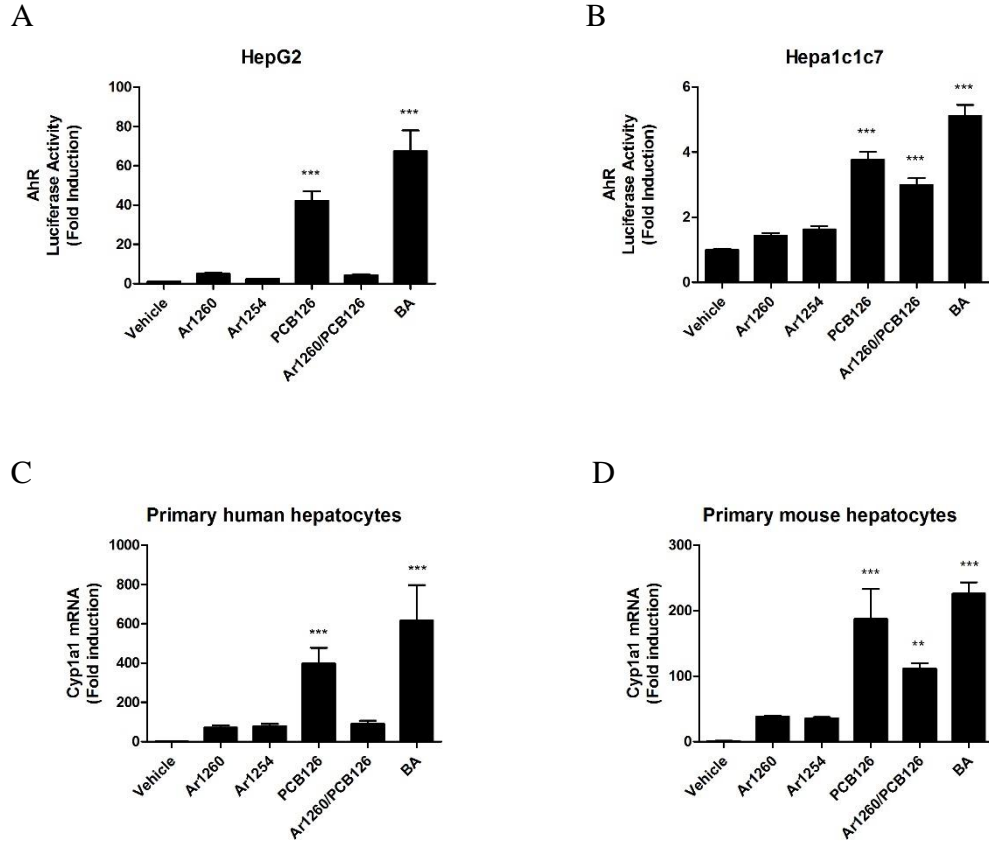 A
HepG2
AhR
Luciferase Activity
(Fold Induction)
100
80
60
40
20
0
***
***
Vehicle
Ar1260
Ar1254
PCB126
Ar1260/PCB126
BA
B
Hepa1c1c7
AhR
Luciferase Activity
(Fold Induction)
6
4
2
0
***
***
***
Vehicle
Ar1260
Ar1254
PCB126
Ar1260/PCB126
BA
C
Primary human hepatocytes
Cyp1a1 mRNA
(Fold induction)
1000
800
600
400
200
0
***
***
Vehicle
Ar1260
Ar1254
PCB126
Ar1260/PCB126
BA
D
Primary mouse hepatocytes
Cyp1a1 mRNA
(Fold induction)
300
200
100
0
***
**
***
Vehicle
Ar1260
Ar1254
PCB126
Ar1260/PCB126
BA